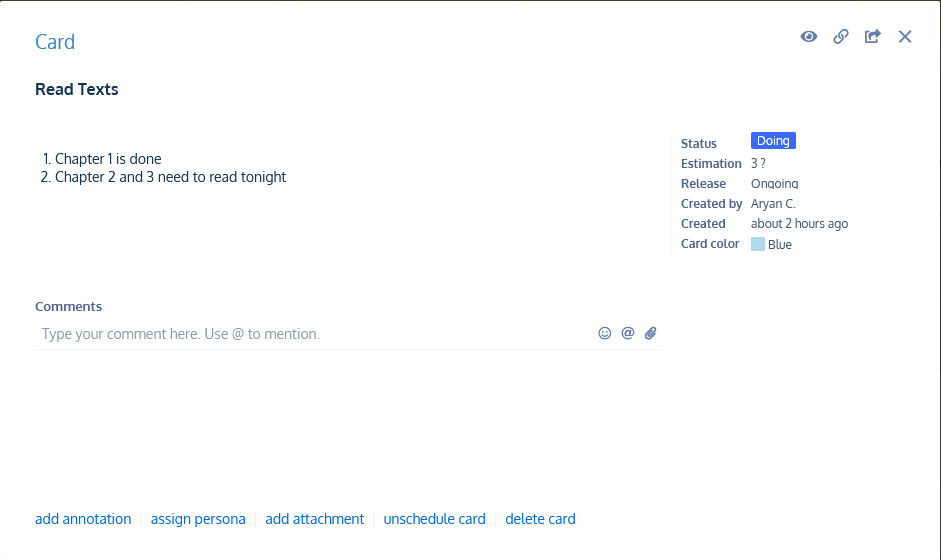 Card
Read Texts
1. Chapter 1 is done
2. Chapter 2 and 3 need to read tonight
Status Doing
Estimation 3 ?
Release Ongoing
Created by Aryan C.
Created about 2 hours ago
Card color Blue
Comments
Type your comment here. Use @ to mention.
add annotation assign persona add attachment unschedule card delete card